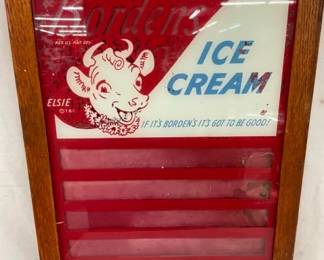 Borden's
REG. U.S. PAT. OFF.
ICE
CREAM
ELSIE
IF IT'S BORDEN'S IT'S GOT TO BE GOOD!